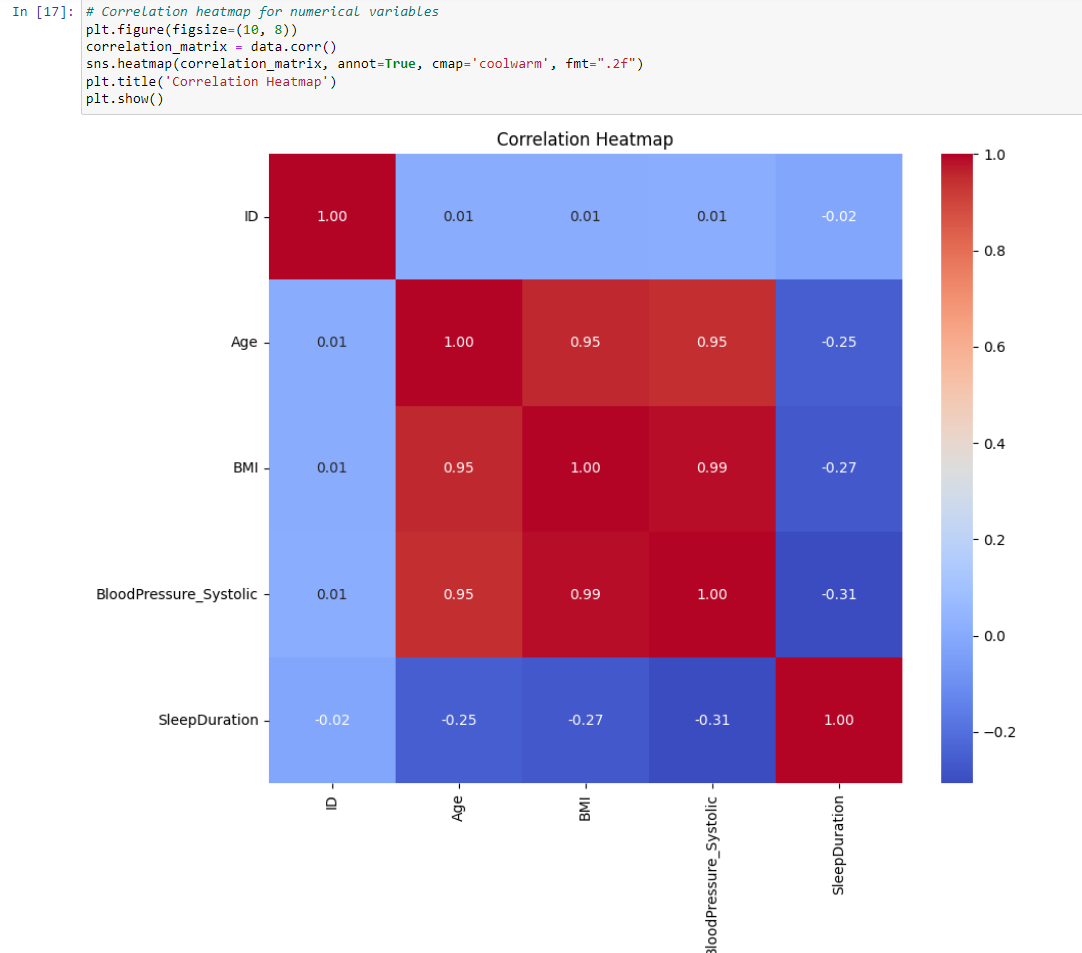 In [17]: # Correlation heatmap for numerical variables
plt.figure(figsize=(10, 8))
correlation_matrix = data.corr()
sns.heatmap(correlation_matrix, annot=True, cmap='coolwarm', fmt=".2f")
plt.title('Correlation Heatmap')
plt.show()
Correlation Heatmap
1.0
ID 1.00 0.01 0.01 0.01 -0.02
0.8
Age 0.01 1.00 0.95 0.95 -0.25
0.6
0.4
BMI 0.01 0.95 1.00 0.99 -0.27
0.2
BloodPressure_Systolic 0.01 0.95 0.99 1.00 -0.31
0.0
SleepDuration -0.02 -0.25 -0.27 -0.31 1.00
−0.2
ID
Age
BMI
BloodPressure_Systolic
SleepDuration